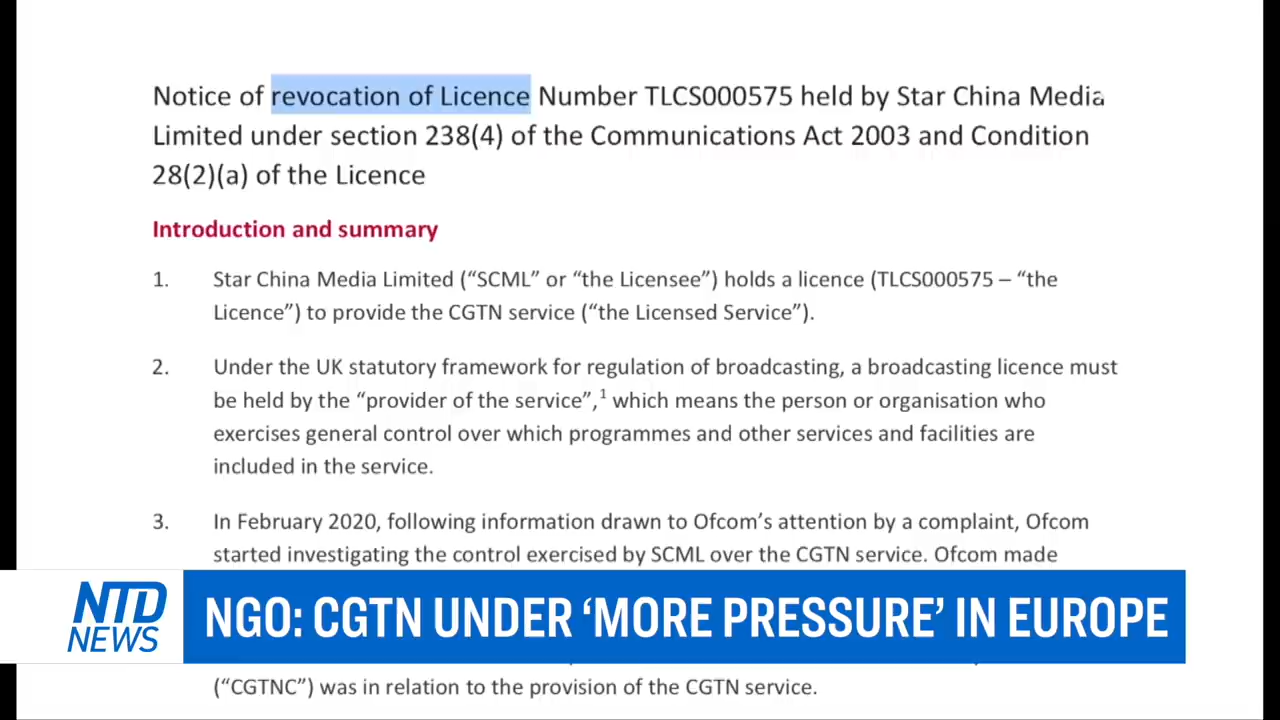 Notice of revocation of Licence Number TLCS000575 held by Star China Media
Limited under section 238(4) of the Communications Act 2003 and Condition
28(2)(a) of the Licence
Introduction and summary
1. Star China Media Limited (“SCML” or “the Licensee”) holds a licence (TLCS000575 – “the
Licence”) to provide the CGTN service (“the Licensed Service”).
2. Under the UK statutory framework for regulation of broadcasting, a broadcasting licence must
be held by the “provider of the service”,¹ which means the person or organisation who
exercises general control over which programmes and other services and facilities are
included in the service.
3. In February 2020, following information drawn to Ofcom’s attention by a complaint, Ofcom
started investigating the control exercised by SCML over the CGTN service. Ofcom made
NTD
NEWS
NGO: CGTN UNDER ‘MORE PRESSURE’ IN EUROPE
(“CGTNC”) was in relation to the provision of the CGTN service.